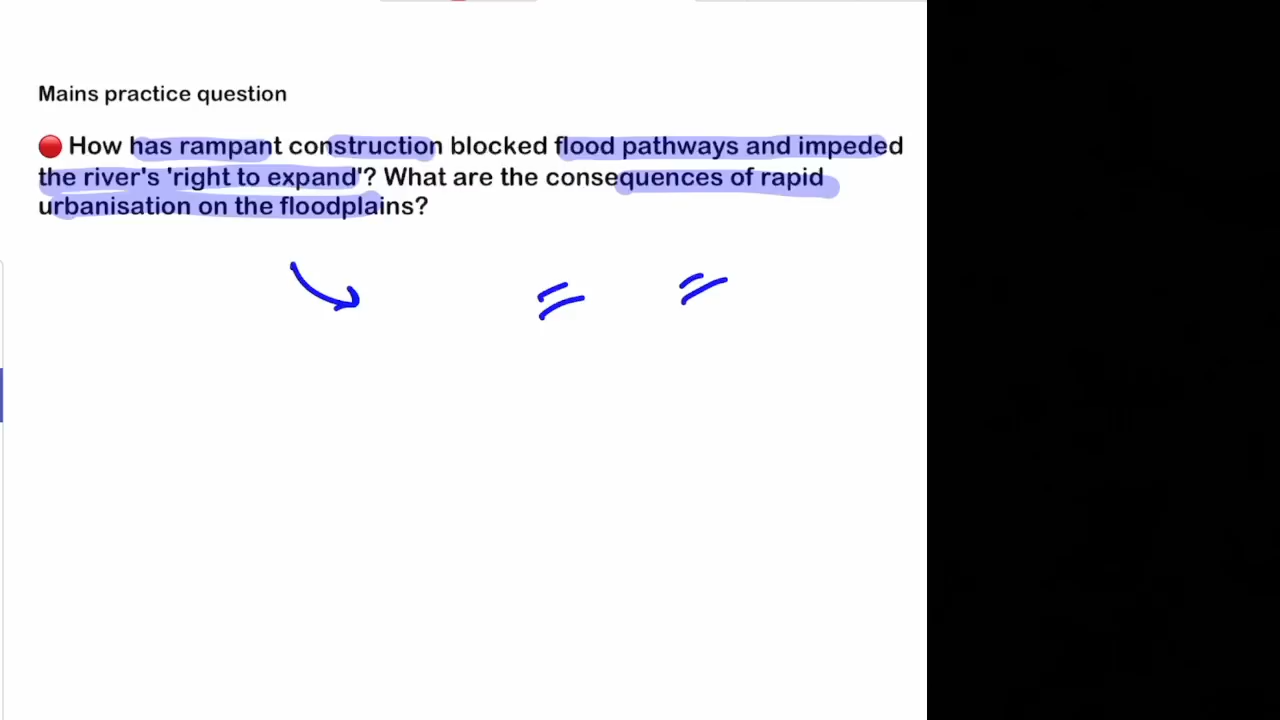 Mains practice question
🔴 How has rampant construction blocked flood pathways and impeded
the river's 'right to expand'? What are the consequences of rapid
urbanisation on the floodplains?